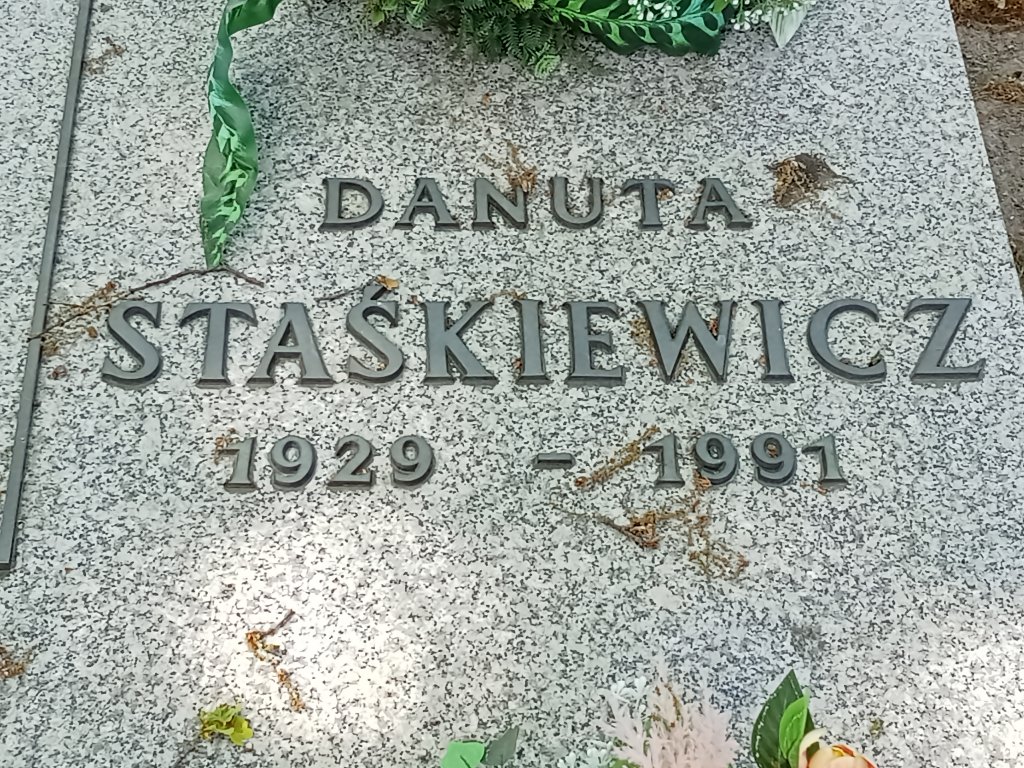 DANUTA
STAŚKIEWICZ
1929 - 1991